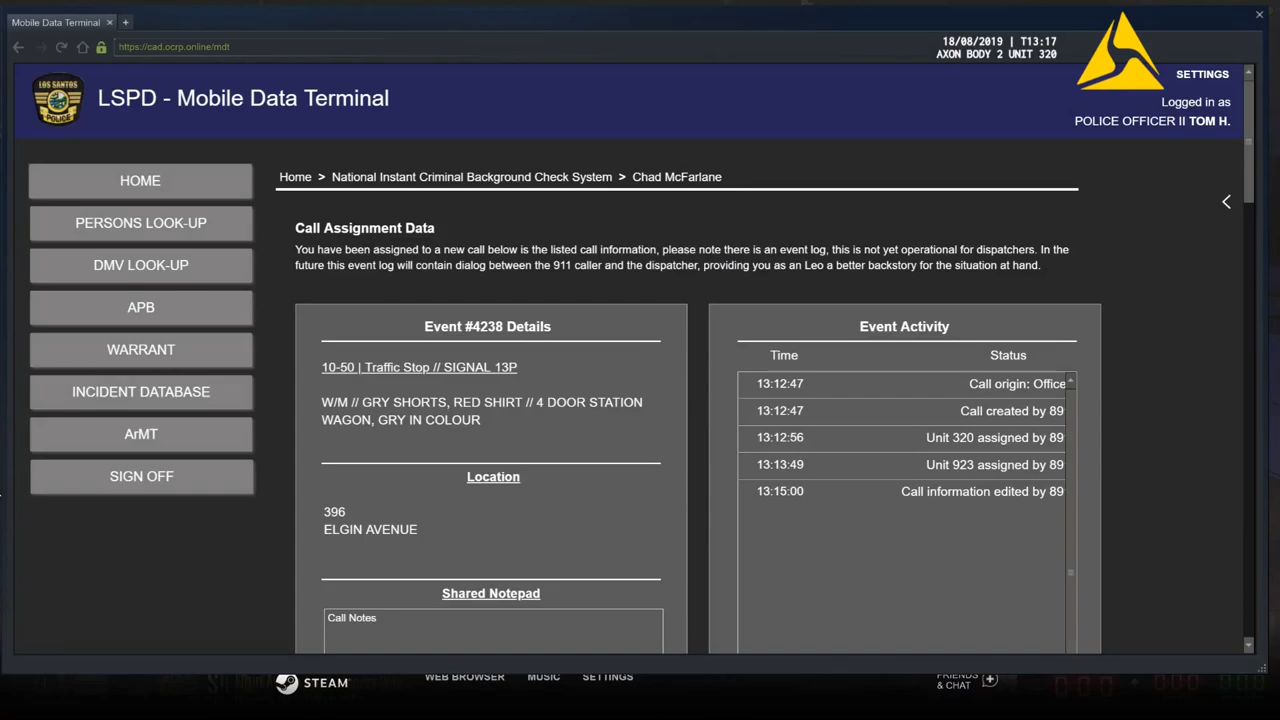 Mobile Data Terminal
https://cad.ocrp.online/mdt
18/08/2019 | T13:17
AXON BODY 2 UNIT 320
LOS SANTOS
POLICE
LSPD - Mobile Data Terminal
SETTINGS
Logged in as
POLICE OFFICER II TOM H.
HOME
PERSONS LOOK-UP
DMV LOOK-UP
APB
WARRANT
INCIDENT DATABASE
ArMT
SIGN OFF
Home > National Instant Criminal Background Check System > Chad McFarlane
Call Assignment Data
You have been assigned to a new call below is the listed call information, please note there is an event log, this is not yet operational for dispatchers. In the
future this event log will contain dialog between the 911 caller and the dispatcher, providing you as an Leo a better backstory for the situation at hand.
Event #4238 Details
10-50 | Traffic Stop // SIGNAL 13P
W/M // GRY SHORTS, RED SHIRT // 4 DOOR STATION
WAGON, GRY IN COLOUR
Location
396
ELGIN AVENUE
Shared Notepad
Call Notes
Event Activity
Time Status
13:12:47 Call origin: Office
13:12:47 Call created by 89
13:12:56 Unit 320 assigned by 89
13:13:49 Unit 923 assigned by 89
13:15:00 Call information edited by 89
STEAM
WEB BROWSER MUSIC SETTINGS
FRIENDS
& CHAT